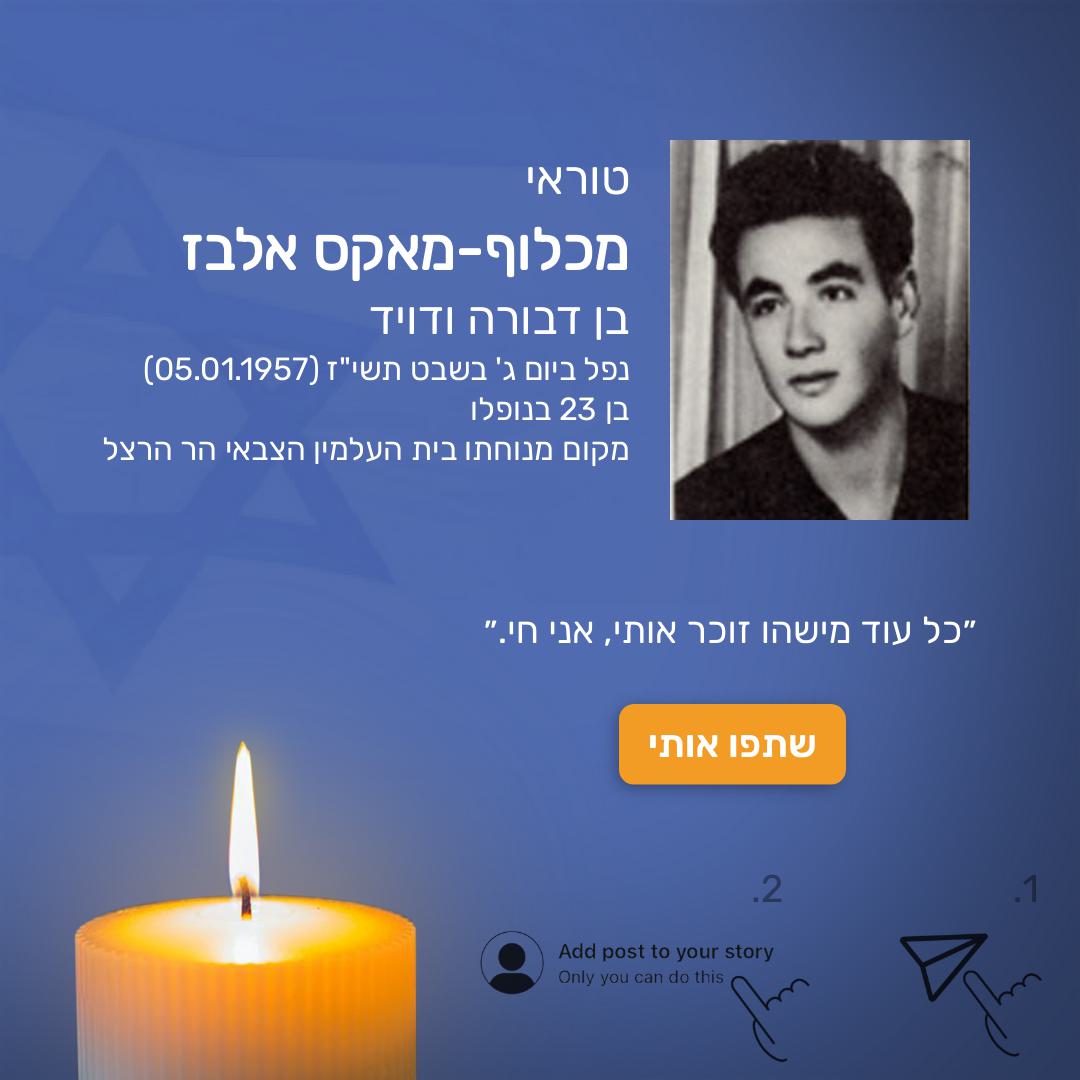 טוראי
מכלוף-מאקס אלבז
בן דבורה ודויד
נפל ביום ג' בשבט תשי"ז (05.01.1957)
בן 23 בנופלו
מקום מנוחתו בית העלמין הצבאי הר הרצל
״כל עוד מישהו זוכר אותי, אני חי.״
שתפו אותי
1.
2.
Add post to your story
Only you can do this